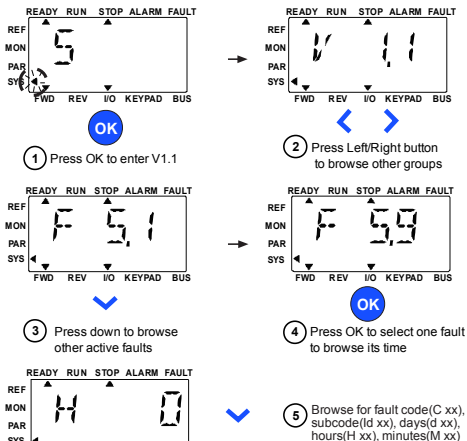 READY RUN STOP ALARM FAULT
REF
MON
PAR
SYS
S
FWD REV I/O KEYPAD BUS
OK
1 Press OK to enter V1.1
READY RUN STOP ALARM FAULT
REF
MON
PAR
SYS
V 1.1
FWD REV I/O KEYPAD BUS
2 Press Left/Right button
to browse other groups
READY RUN STOP ALARM FAULT
REF
MON
PAR
SYS
F 5.1
FWD REV I/O KEYPAD BUS
3 Press down to browse
other active faults
READY RUN STOP ALARM FAULT
REF
MON
PAR
SYS
F 5.9
FWD REV I/O KEYPAD BUS
OK
4 Press OK to select one fault
to browse its time
READY RUN STOP ALARM FAULT
REF
MON
PAR
SYS
H 0
5 Browse for fault code(C xx),
subcode(Id xx), days(d xx),
hours(H xx), minutes(M xx)